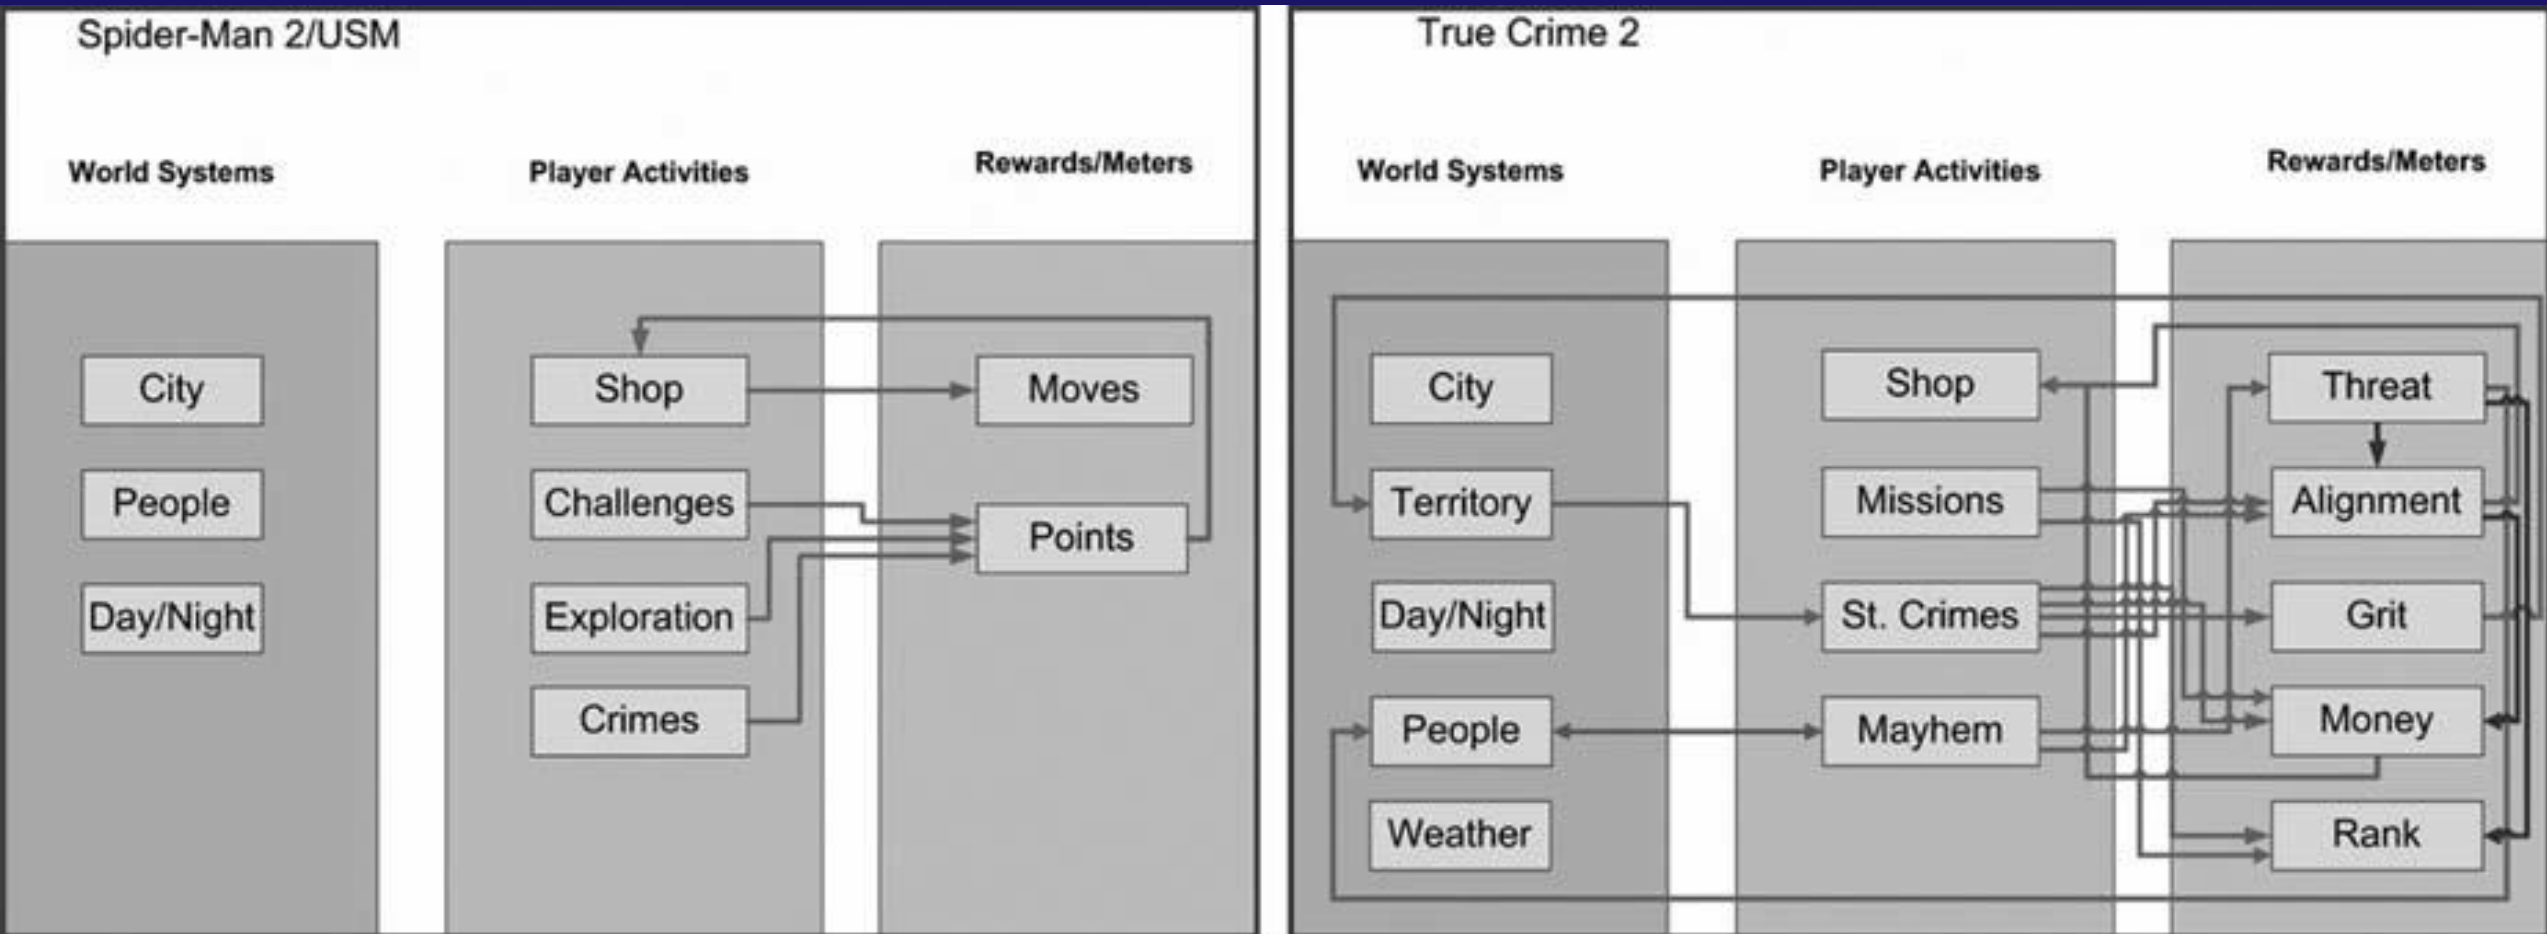 Spider-Man 2/USM
World Systems
Player Activities
Rewards/Meters
City
People
Day/Night
Shop
Challenges
Exploration
Crimes
Moves
Points
True Crime 2
World Systems
Player Activities
Rewards/Meters
City
Territory
Day/Night
People
Weather
Shop
Missions
St. Crimes
Mayhem
Threat
Alignment
Grit
Money
Rank